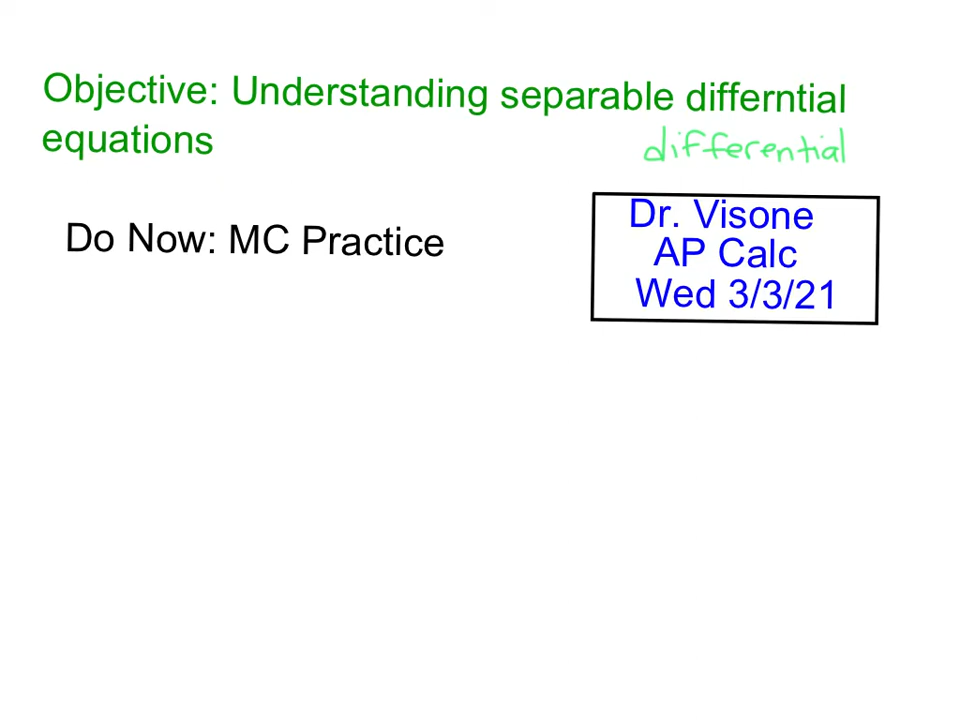 Objective: Understanding separable differntial
equations
differential
Do Now: MC Practice
Dr. Visone
AP Calc
Wed 3/3/21